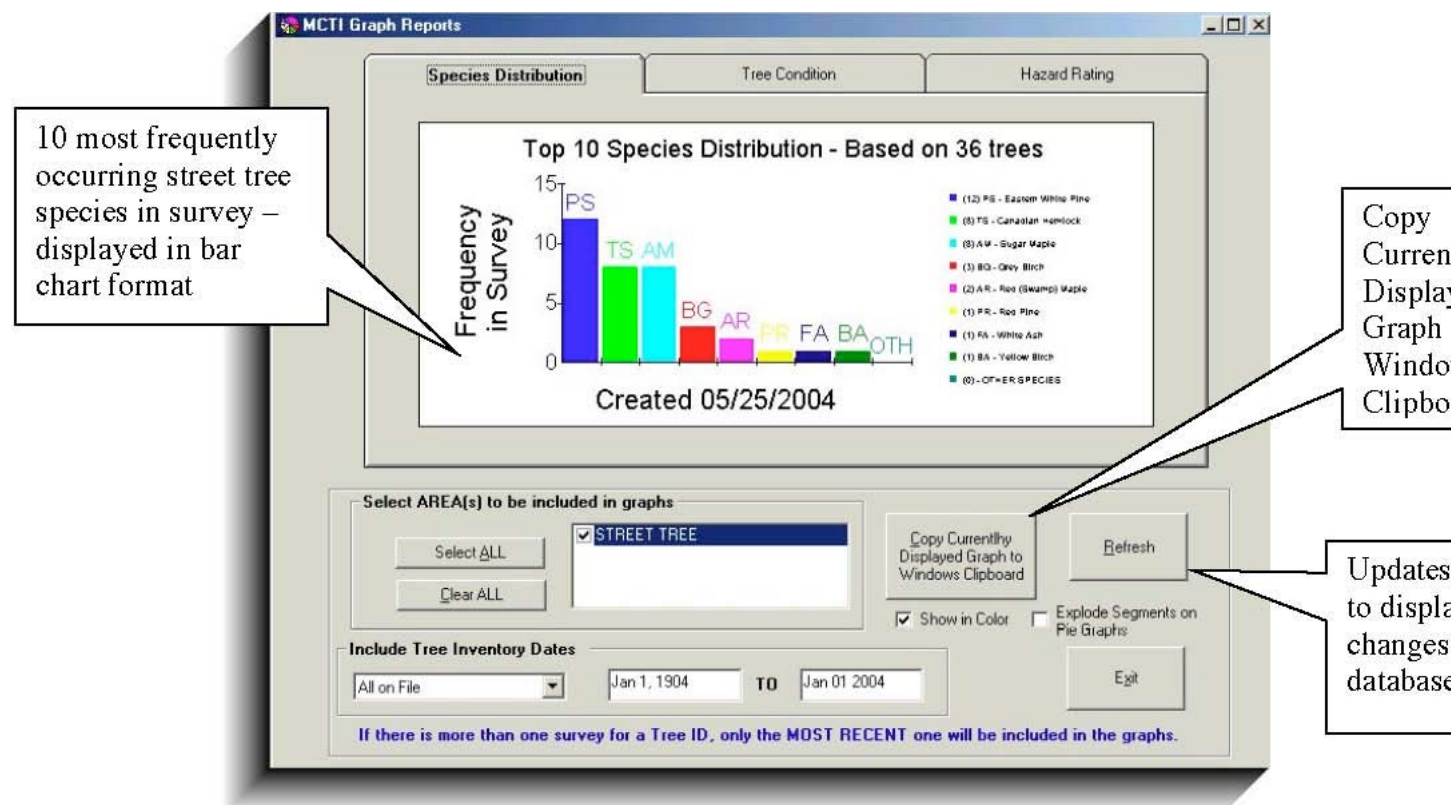 MCTI Graph Reports
Species Distribution
Tree Condition
Hazard Rating
10 most frequently
occurring street tree
species in survey –
displayed in bar
chart format
Top 10 Species Distribution - Based on 36 trees
Frequency
in Survey
15
10
5
0
PS
TS
AM
BG
AR
PR
FA
BA
OTH
Created 05/25/2004
(12) PS - Eastern White Pine
(8) TS - Canadian Hemlock
(8) AM - Sugar Maple
(3) BG - Grey Birch
(2) AR - Red (Swamp) Maple
(1) PR - Red Pine
(1) FA - White Ash
(1) BA - Yellow Birch
(0) - OTHER SPECIES
Copy
Curren
Display
Graph
Windo
Clipbo
Select AREA(s) to be included in graphs
Select ALL
Clear ALL
STREET TREE
Copy Currentlhy
Displayed Graph to
Windows Clipboard
Refresh
Show in Color
Explode Segments on
Pie Graphs
Updates
to displa
changes
database
Include Tree Inventory Dates
All on File
Jan 1, 1904
TO
Jan 01 2004
Exit
If there is more than one survey for a Tree ID, only the MOST RECENT one will be included in the graphs.